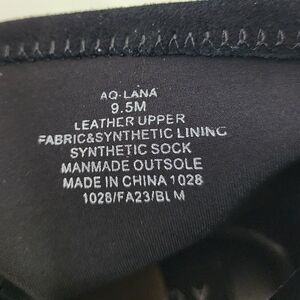 AQ-LANA
9.5M
LEATHER UPPER
FABRIC&SYNTHETIC LINING
SYNTHETIC SOCK
MANMADE OUTSOLE
MADE IN CHINA 1028
1028/FA23/BLM